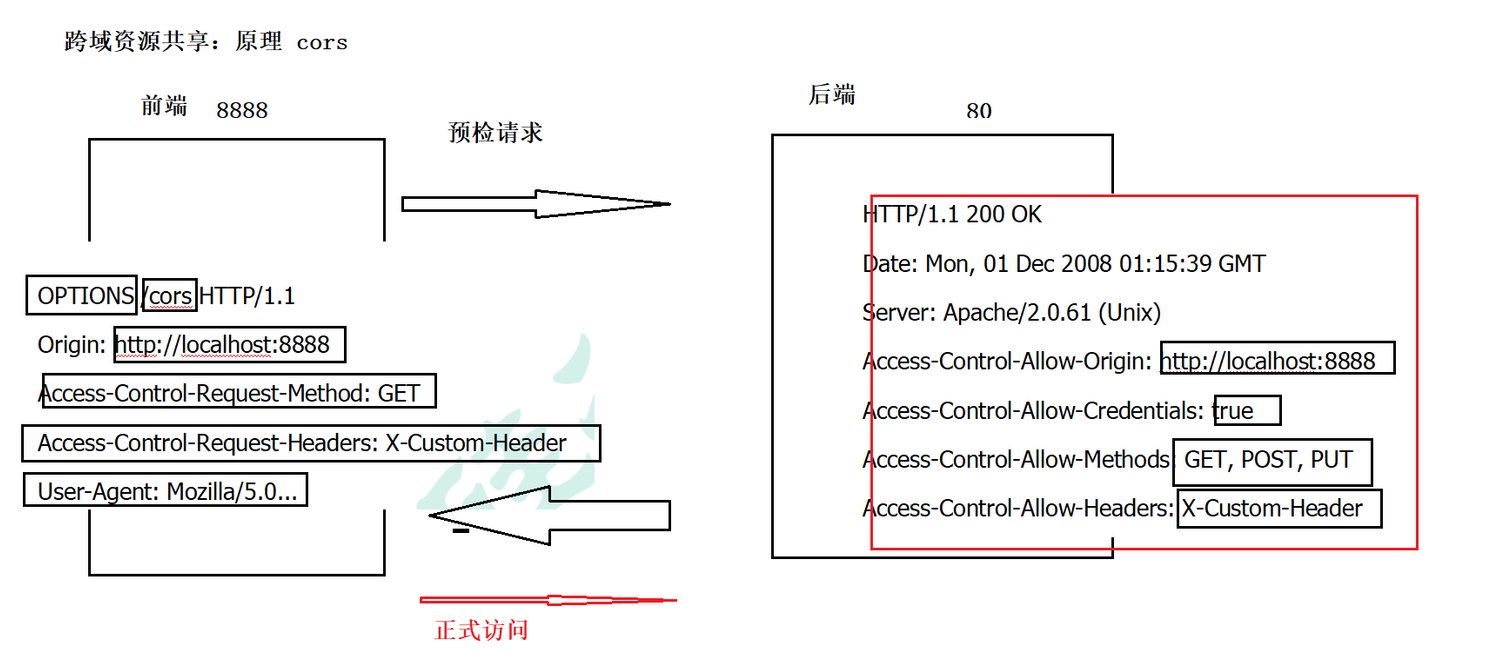 跨域资源共享：原理 cors
前端 8888
预检请求
OPTIONS /cors HTTP/1.1
Origin: http://localhost:8888
Access-Control-Request-Method: GET
Access-Control-Request-Headers: X-Custom-Header
User-Agent: Mozilla/5.0...
后端 80
HTTP/1.1 200 OK
Date: Mon, 01 Dec 2008 01:15:39 GMT
Server: Apache/2.0.61 (Unix)
Access-Control-Allow-Origin: http://localhost:8888
Access-Control-Allow-Credentials: true
Access-Control-Allow-Methods: GET, POST, PUT
Access-Control-Allow-Headers: X-Custom-Header
正式访问